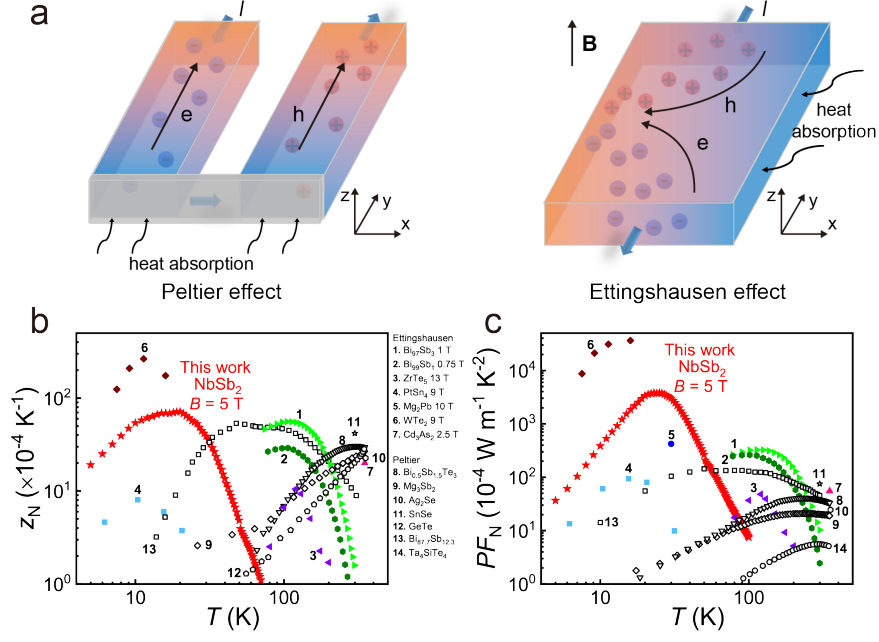 a
I
I
B
e
h
h
e
heat
absorption
z
y
x
z
y
x
heat absorption
Peltier effect
Ettingshausen effect
b
10²
10¹
10⁰
z_N (×10⁻⁴ K⁻¹)
6
This work
NbSb₂
B = 5 T
1
11
8
2
10
7
4
13
9
3
12
10
100
T (K)
Ettingshausen
1. Bi₉₇Sb₃ 1 T
2. Bi₉₉Sb₁ 0.75 T
3. ZrTe₅ 13 T
4. PtSn₄ 9 T
5. Mg₂Pb 10 T
6. WTe₂ 9 T
7. Cd₃As₂ 2.5 T
Peltier
8. Bi₀.₅Sb₁.₅Te₃
9. Mg₃Sb₂
10. Ag₂Se
11. SnSe
12. GeTe
13. Bi₈₇.₇Sb₁₂.₃
14. Ta₄SiTe₄
c
10⁴
10³
10²
10¹
10⁰
PF_N (10⁻⁴ W m⁻¹ K⁻²)
6
This work
NbSb₂
B = 5 T
5
1
2
4
11
7
3
8
10
13
9
14
10
100
T (K)